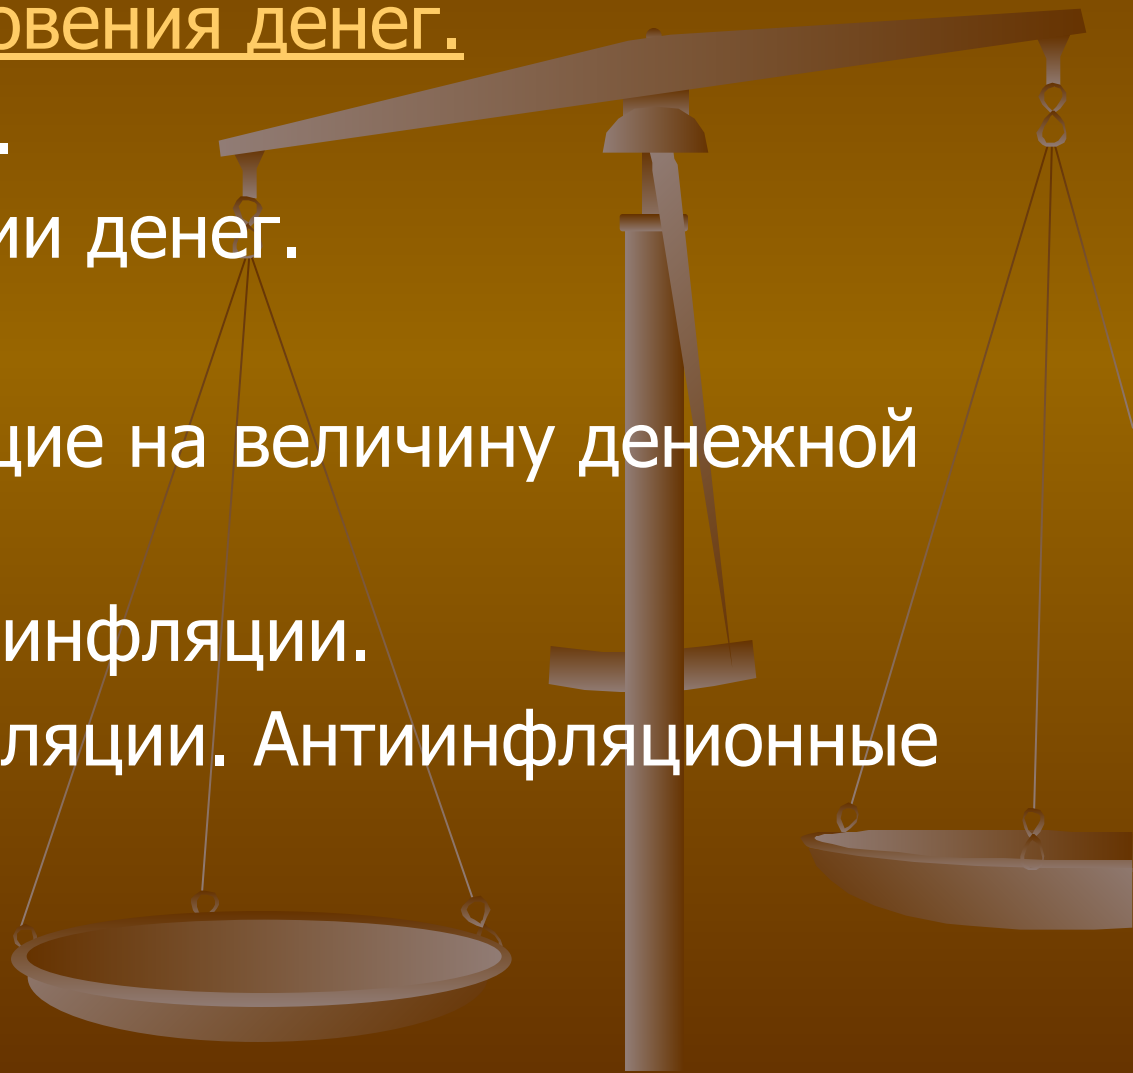 овения денег.
.
ии денег.
щие на величину денежной
инфляции.
ляции. Антиинфляционные